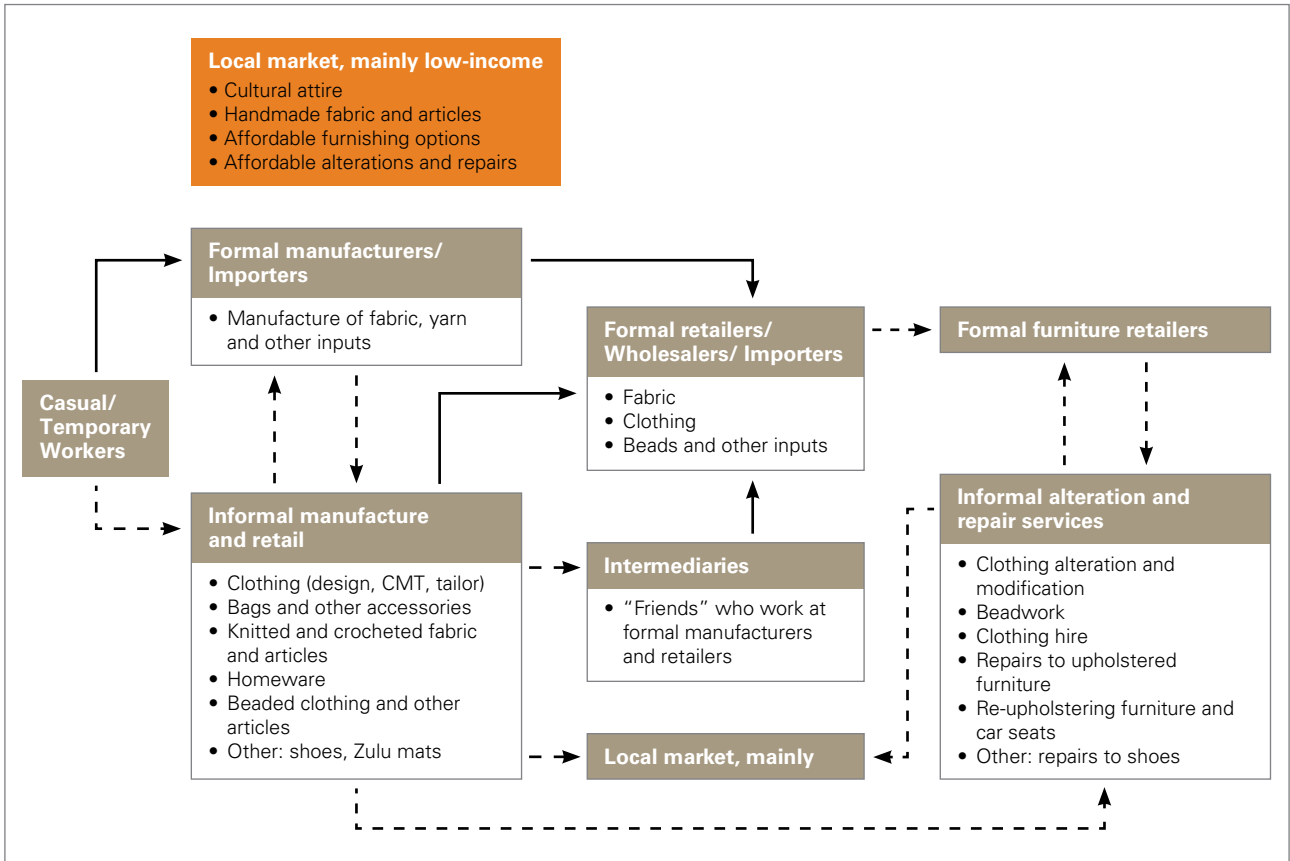 Local market, mainly low-income
• Cultural attire
• Handmade fabric and articles
• Affordable furnishing options
• Affordable alterations and repairs
Formal manufacturers/
Importers
• Manufacture of fabric, yarn
and other inputs
Formal retailers/
Wholesalers/ Importers
• Fabric
• Clothing
• Beads and other inputs
Formal furniture retailers
Casual/
Temporary
Workers
Informal manufacture
and retail
• Clothing (design, CMT, tailor)
• Bags and other accessories
• Knitted and crocheted fabric
and articles
• Homeware
• Beaded clothing and other
articles
• Other: shoes, Zulu mats
Intermediaries
• “Friends” who work at
formal manufacturers
and retailers
Local market, mainly
Informal alteration and
repair services
• Clothing alteration and
modification
• Beadwork
• Clothing hire
• Repairs to upholstered
furniture
• Re-upholstering furniture and
car seats
• Other: repairs to shoes